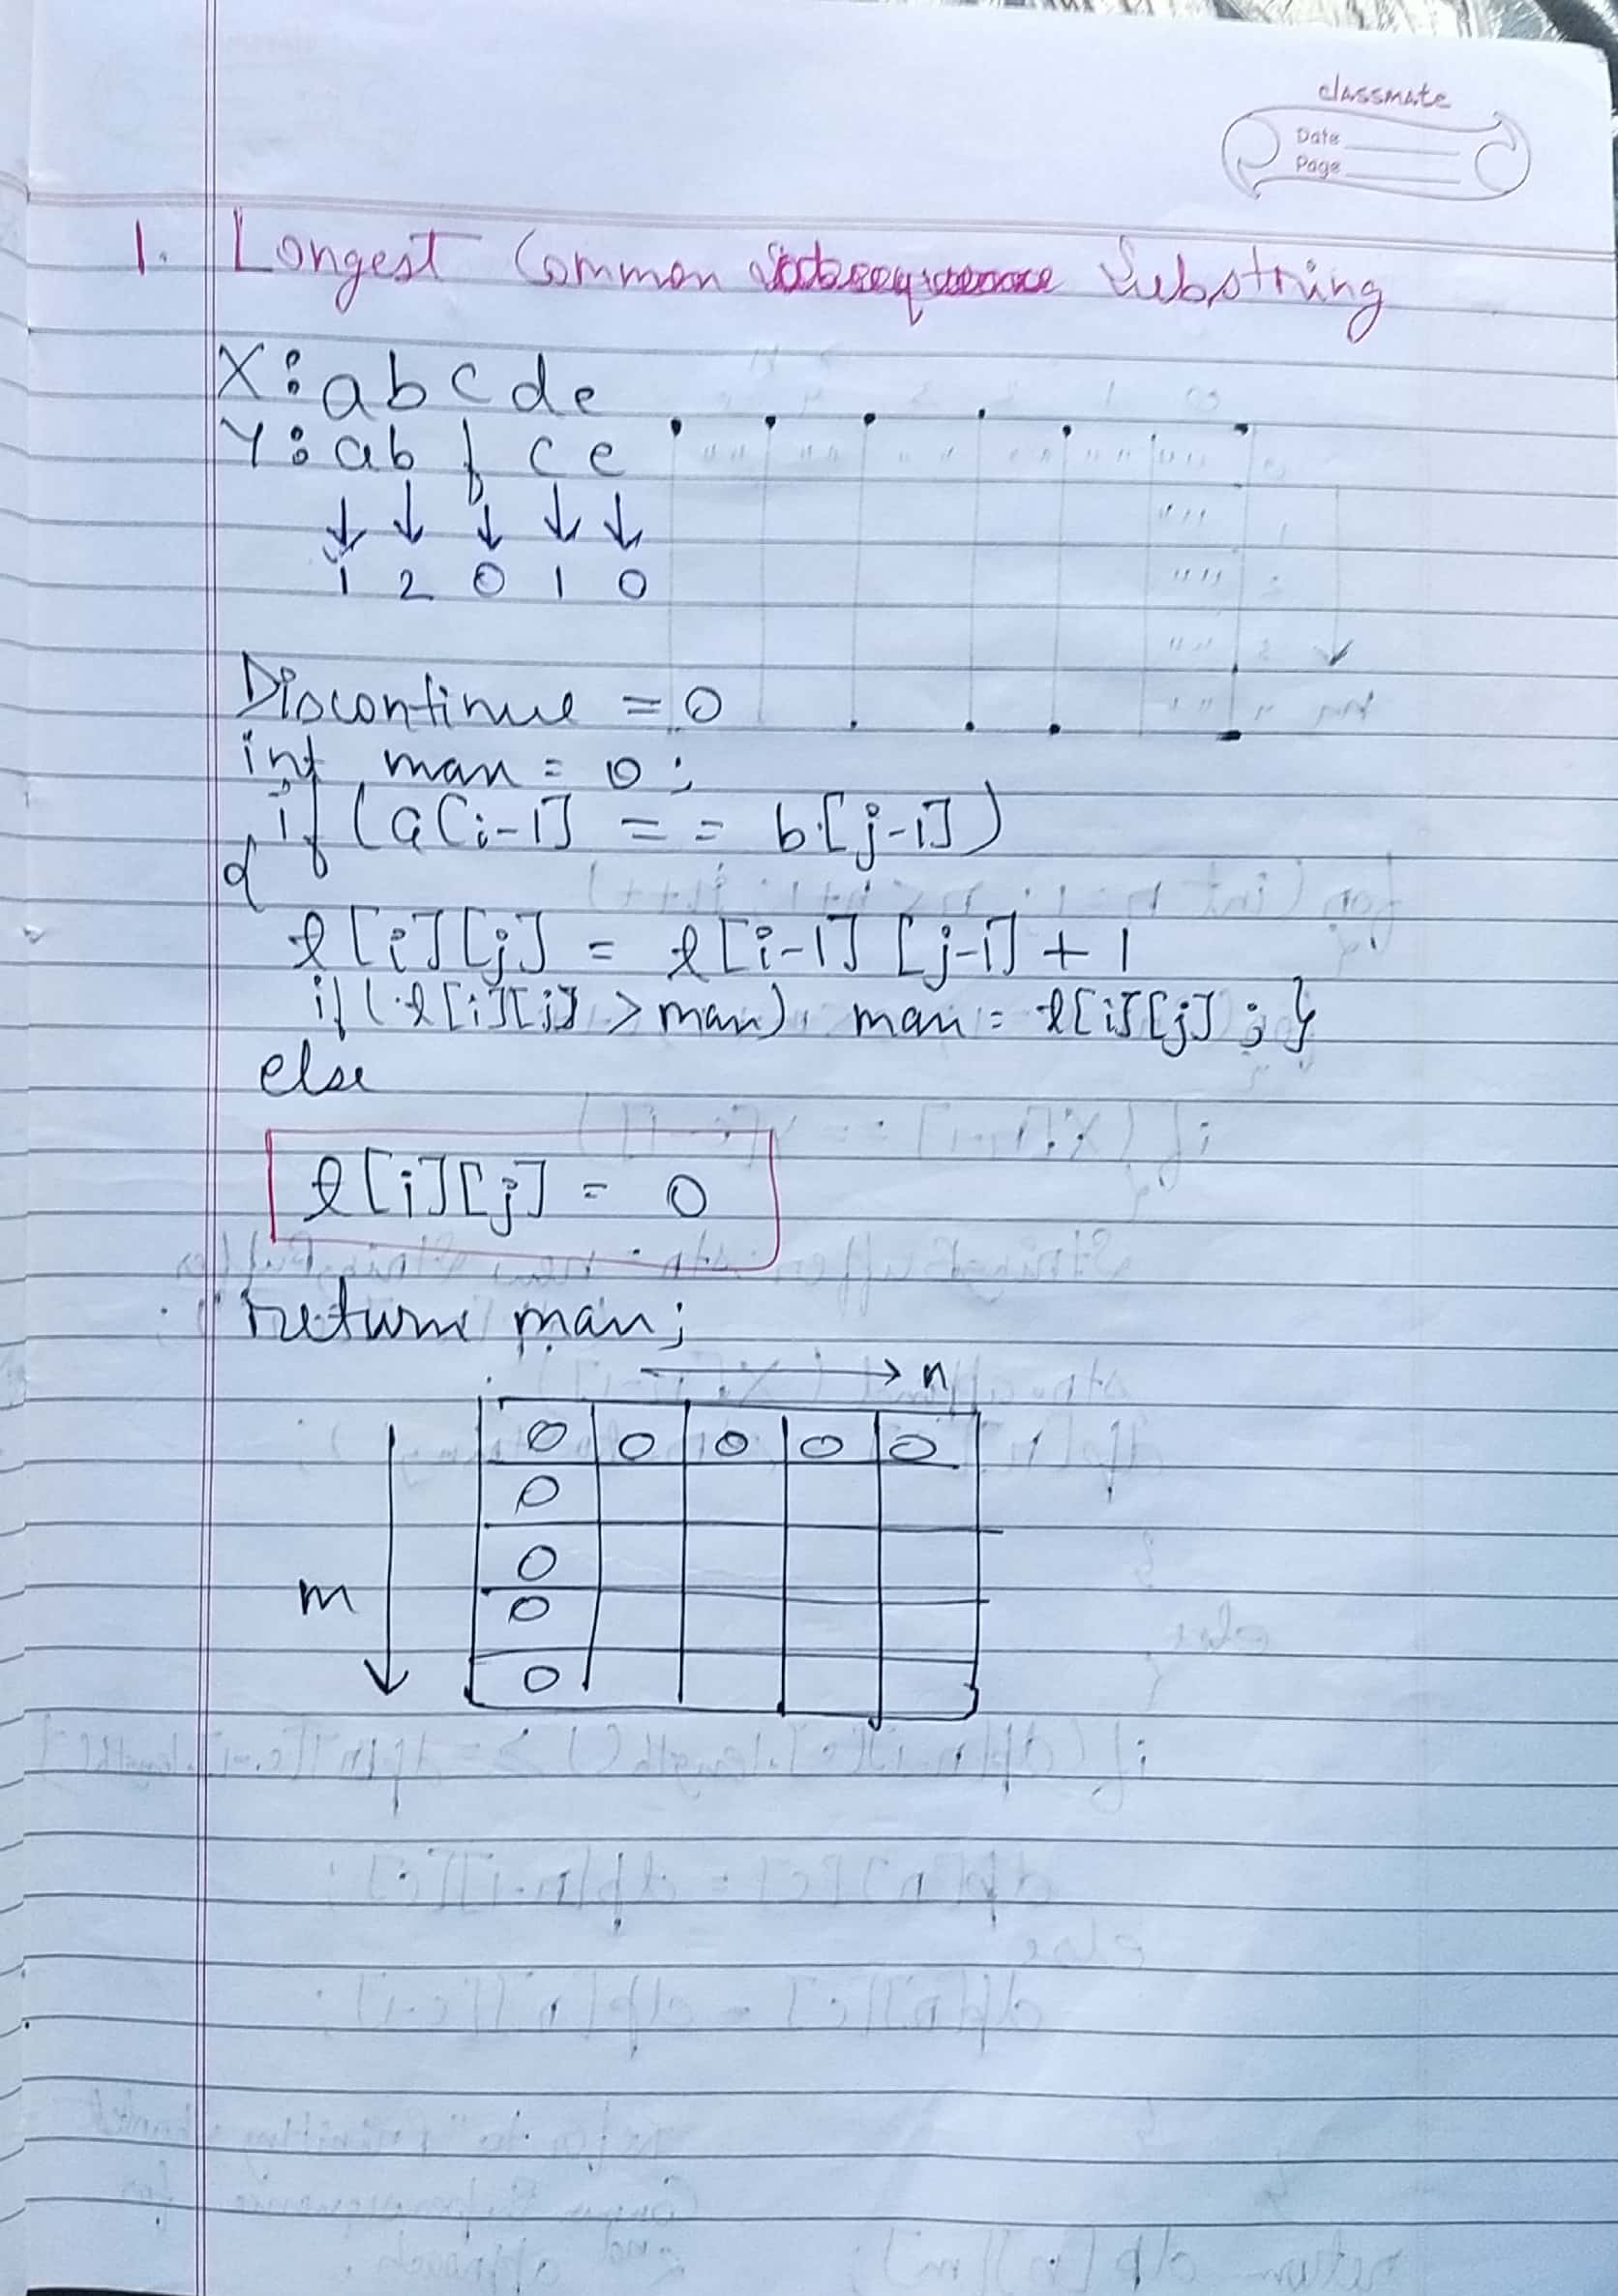 classmate
Date
Page
1. Longest Common Substring
X: abcde
Y: ab f c e
↓ ↓ ↓ ↓ ↓
1 2 0 1 0
Discontinue = 0
int max = 0;
if (a[i-1] == b[j-1])
{
l[i][j] = l[i-1][j-1] + 1
if (l[i][j] > max) max = l[i][j]; }
else
l[i][j] = 0
return max;
→ n
0 0 0 0 0
0
0
m 0
0